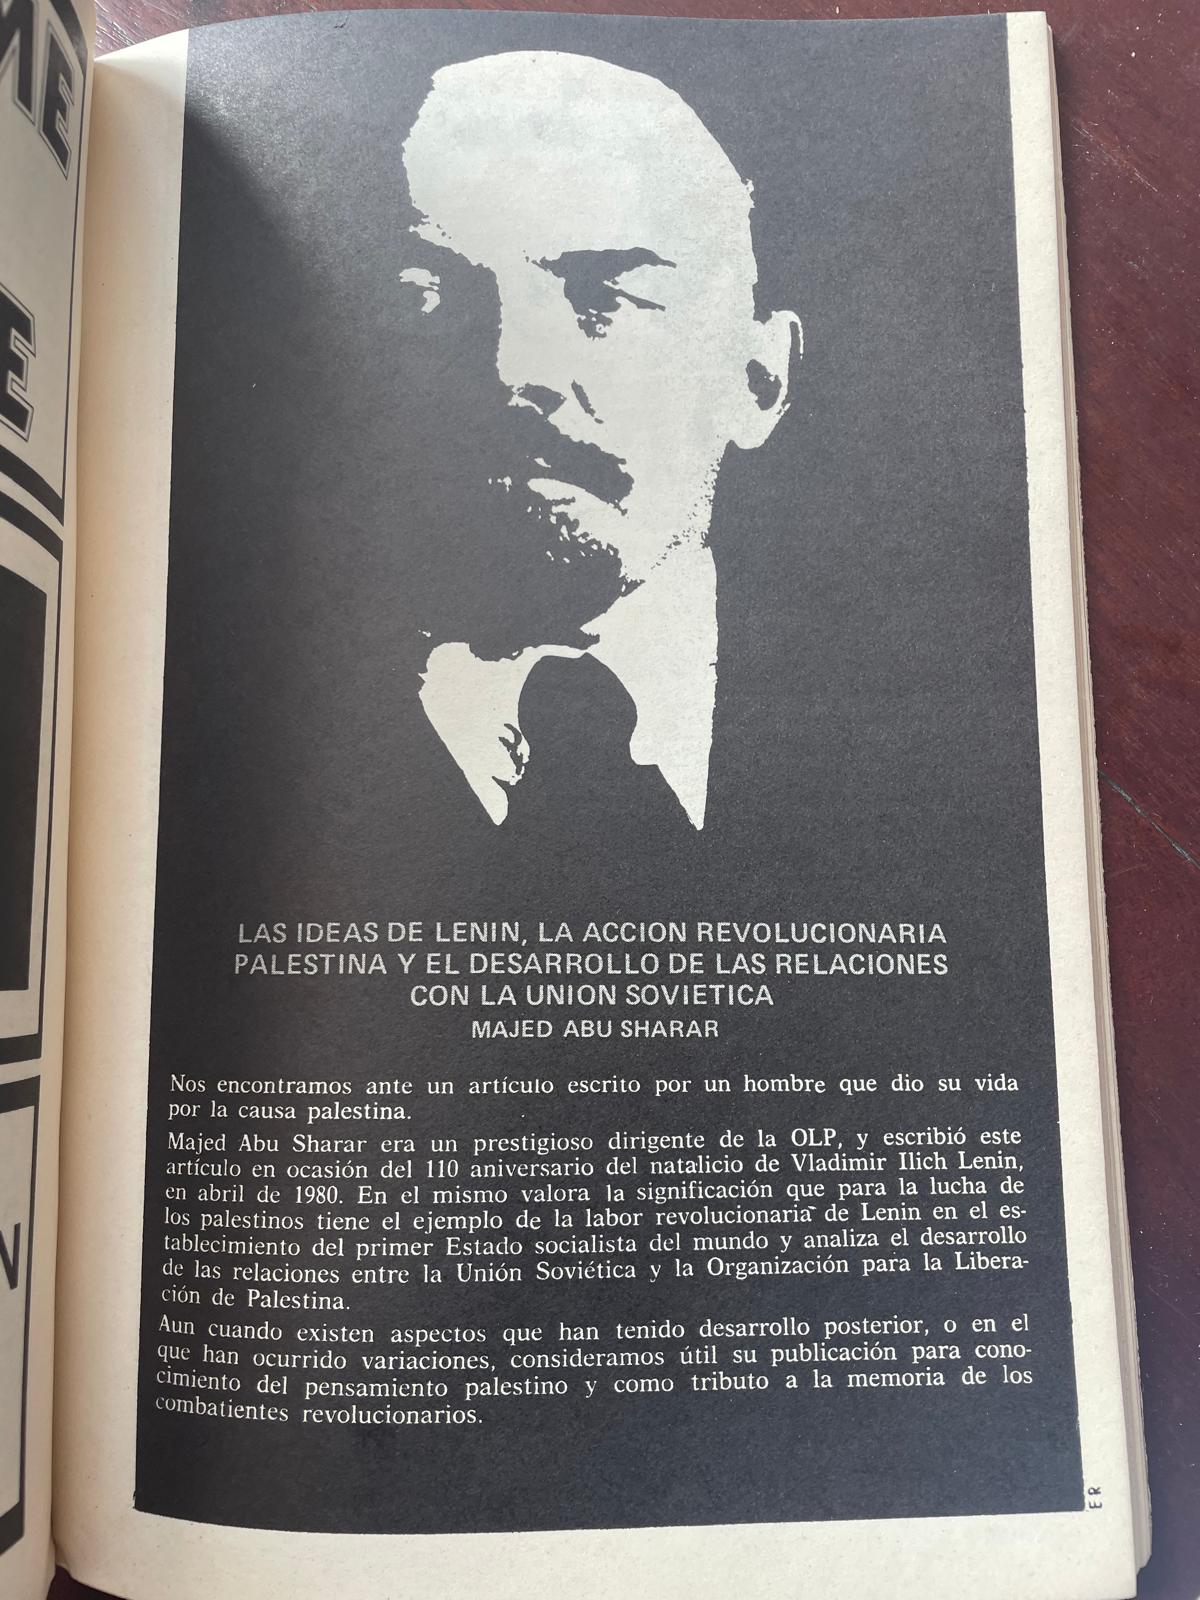 ME
E
N
LAS IDEAS DE LENIN, LA ACCION REVOLUCIONARIA
PALESTINA Y EL DESARROLLO DE LAS RELACIONES
CON LA UNION SOVIETICA
MAJED ABU SHARAR
Nos encontramos ante un artículo escrito por un hombre que dio su vida
por la causa palestina.
Majed Abu Sharar era un prestigioso dirigente de la OLP, y escribió este
artículo en ocasión del 110 aniversario del natalicio de Vladimir Ilich Lenin,
en abril de 1980. En el mismo valora la significación que para la lucha de
los palestinos tiene el ejemplo de la labor revolucionaria de Lenin en el es-
tablecimiento del primer Estado socialista del mundo y analiza el desarrollo
de las relaciones entre la Unión Soviética y la Organización para la Libera-
ción de Palestina.
Aun cuando existen aspectos que han tenido desarrollo posterior, o en el
que han ocurrido variaciones, consideramos útil su publicación para cono-
cimiento del pensamiento palestino y como tributo a la memoria de los
combatientes revolucionarios.
ER